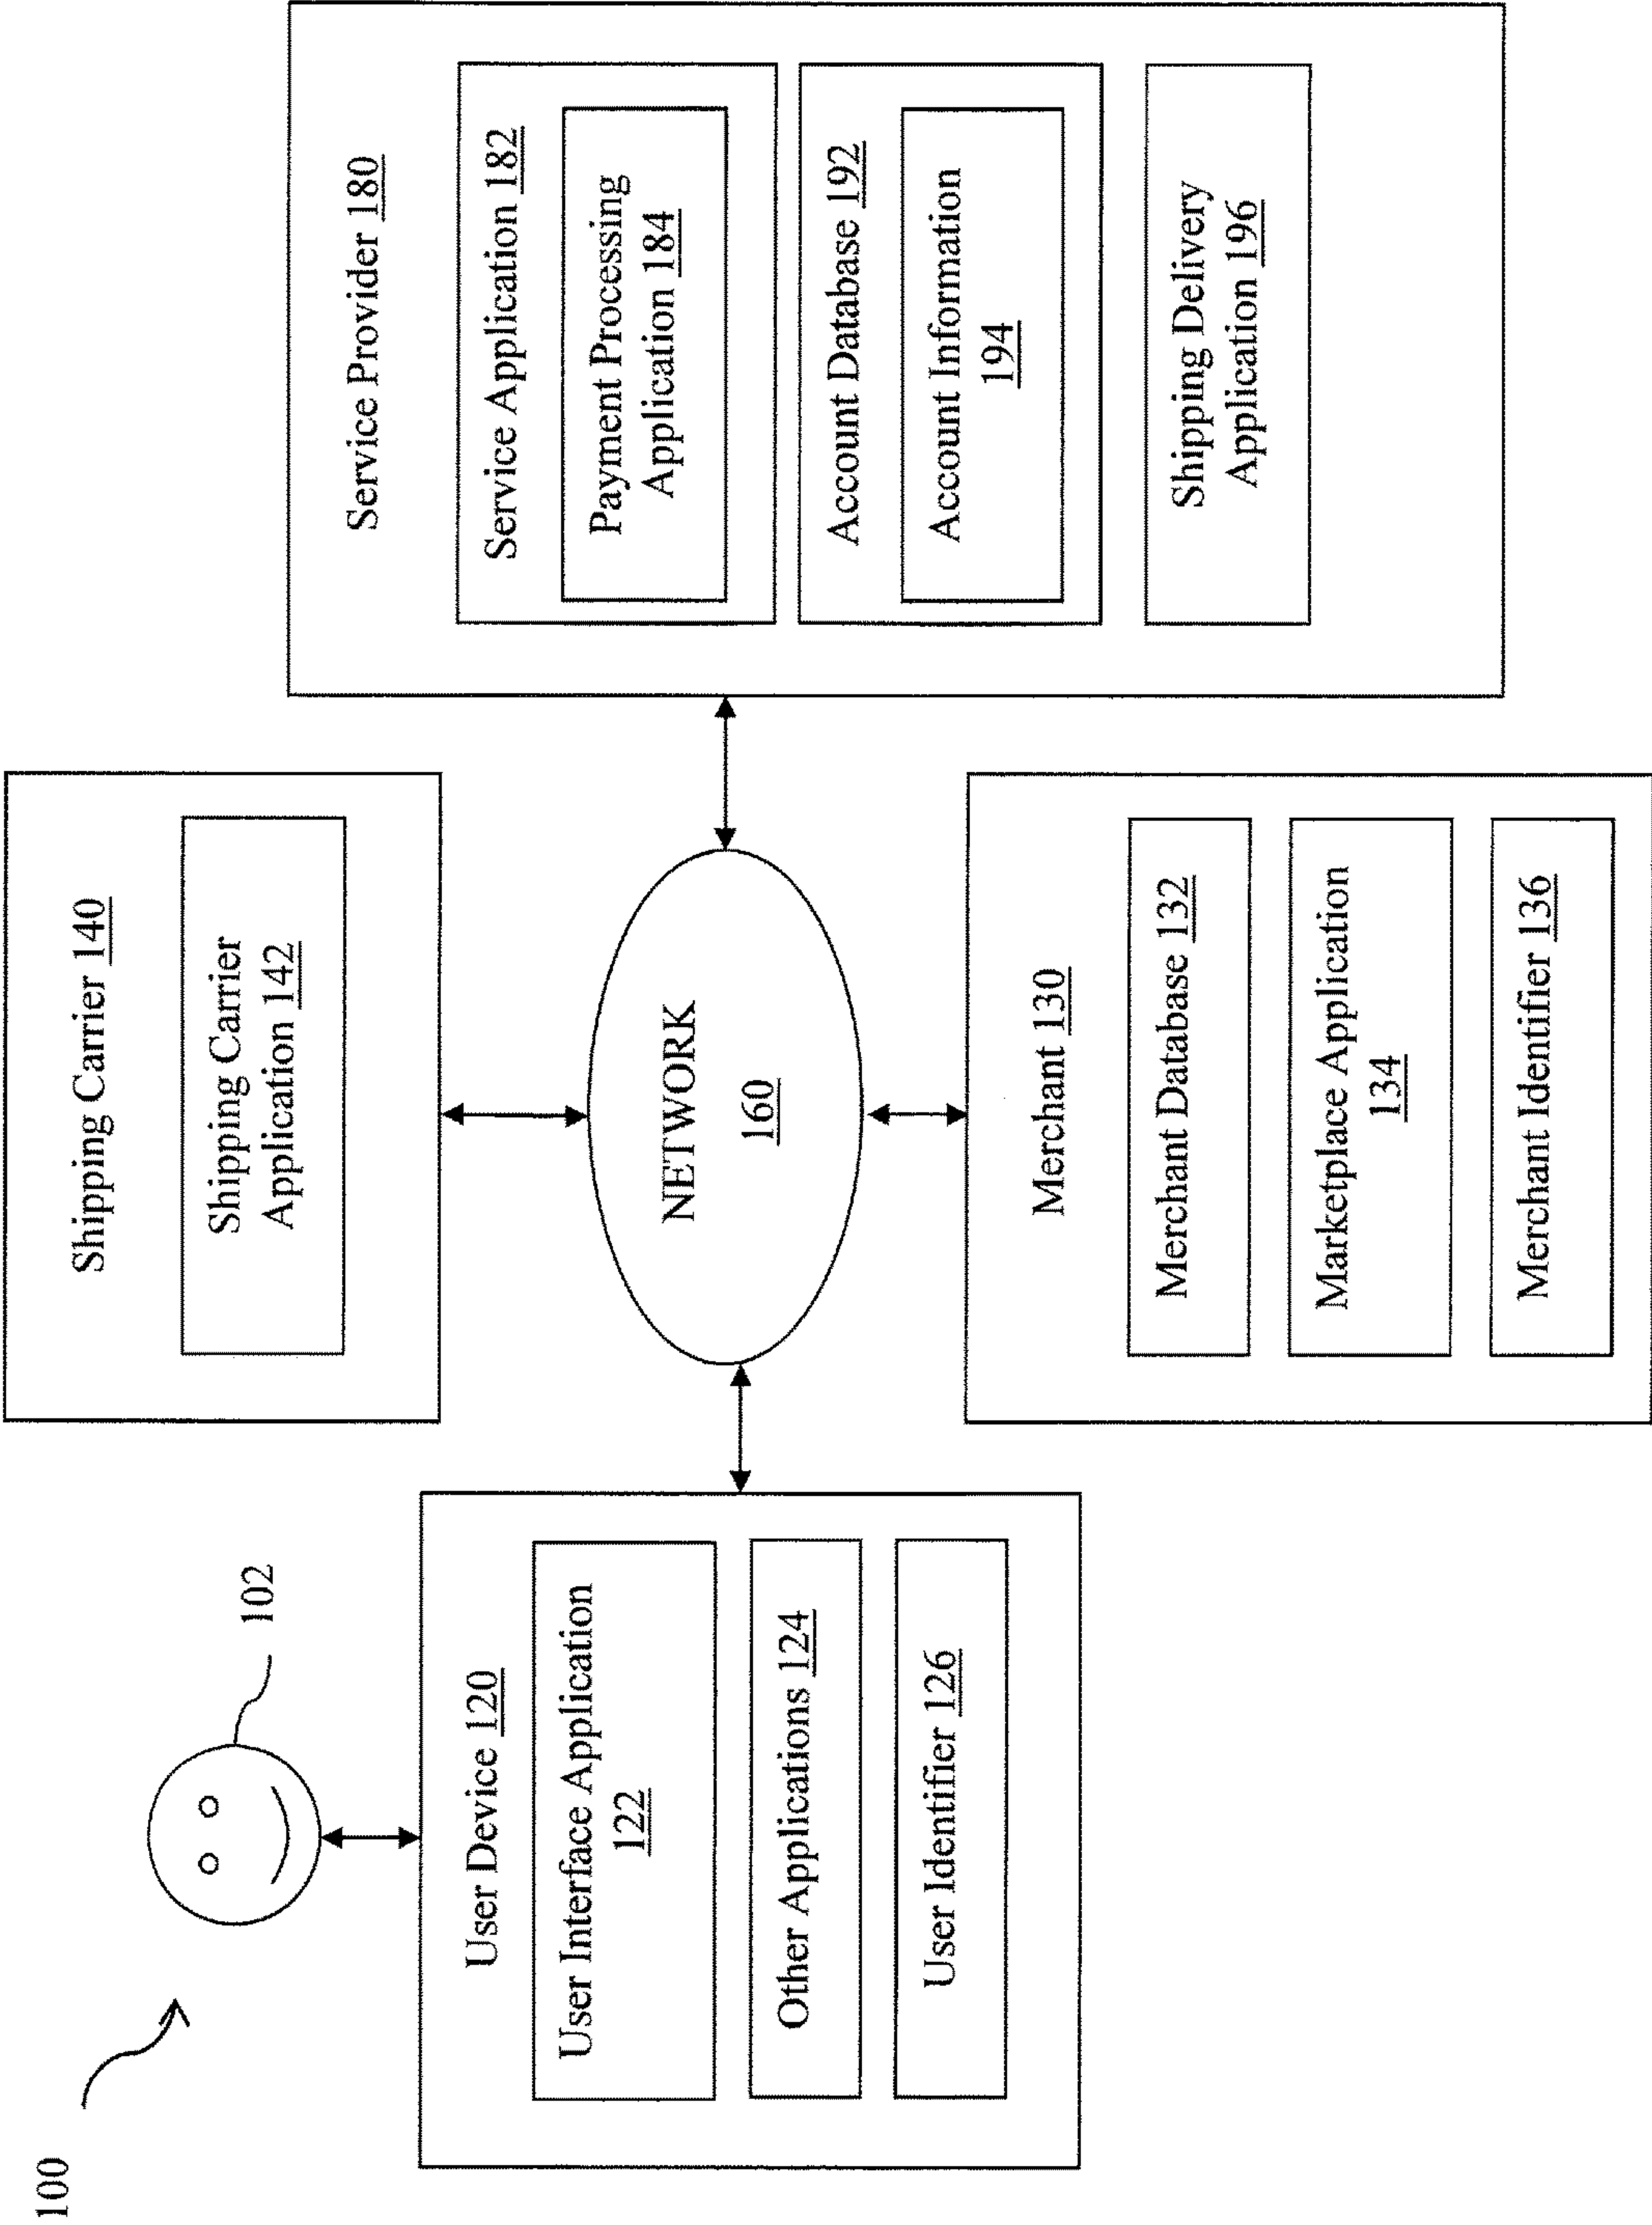 100
102
User Device 120
User Interface Application
122
Other Applications 124
User Identifier 126
Shipping Carrier 140
Shipping Carrier
Application 142
NETWORK
160
Merchant 130
Merchant Database 132
Marketplace Application
134
Merchant Identifier 136
Service Provider 180
Service Application 182
Payment Processing
Application 184
Account Database 192
Account Information
194
Shipping Delivery
Application 196